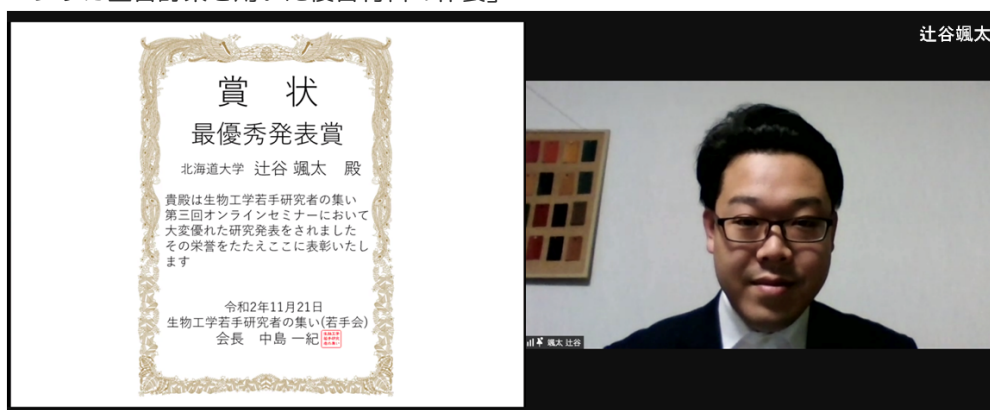 辻谷颯太
賞 状
最優秀発表賞
北海道大学 辻谷 颯太 殿
貴殿は生物工学若手研究者の集い
第三回オンラインセミナーにおいて
大変優れた研究発表をされました
その栄誉をたたえここに表彰いたし
ます
令和2年11月21日
生物工学若手研究者の集い(若手会)
会長 中島 一紀
颯太 辻谷